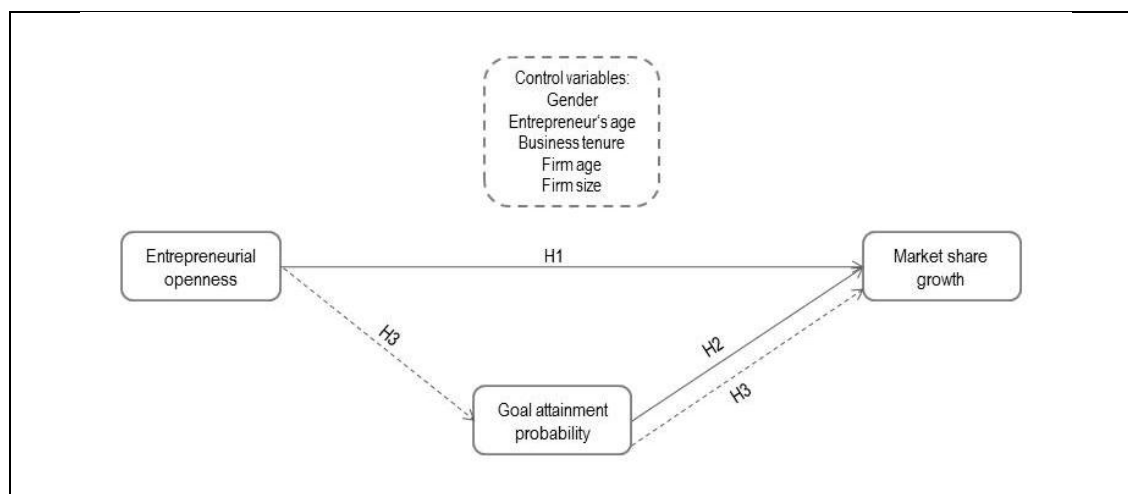 Control variables:
Gender
Entrepreneur‘s age
Business tenure
Firm age
Firm size
Entrepreneurial
openness
H1
Market share
growth
H3
H2
H3
Goal attainment
probability